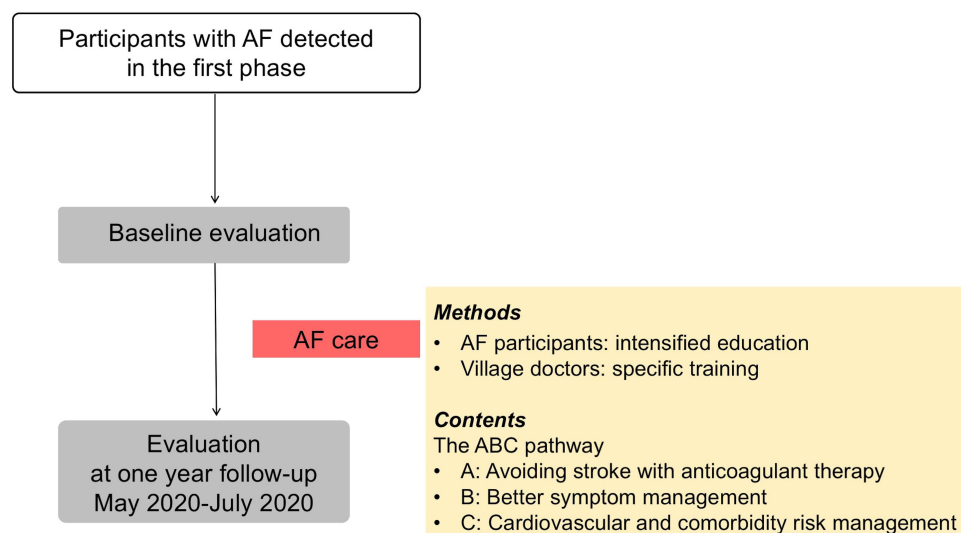 Participants with AF detected
in the first phase
Baseline evaluation
AF care
Methods
• AF participants: intensified education
• Village doctors: specific training
Contents
The ABC pathway
• A: Avoiding stroke with anticoagulant therapy
• B: Better symptom management
• C: Cardiovascular and comorbidity risk management
Evaluation
at one year follow-up
May 2020-July 2020